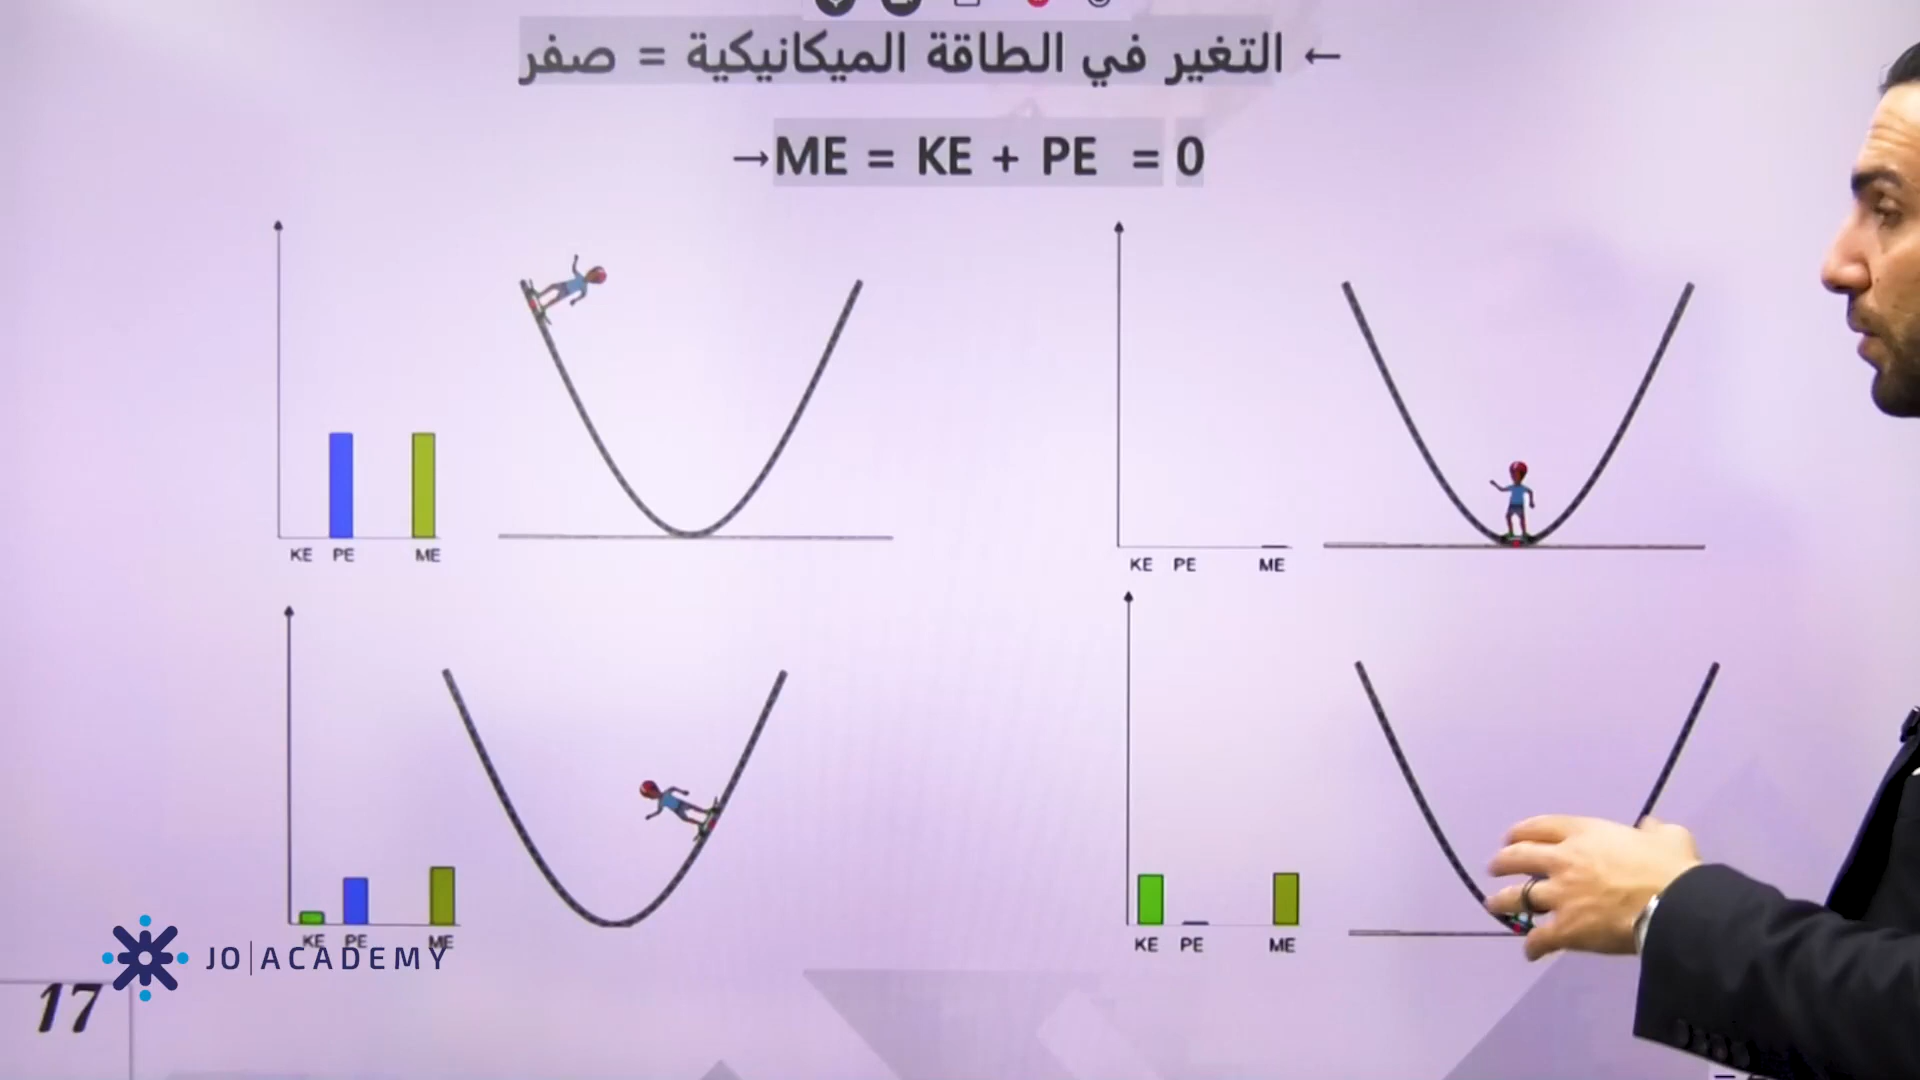 ← التغير في الطاقة الميكانيكية = صفر
→ME = KE + PE = 0
KE PE ME
KE PE ME
KE PE ME
KE PE ME
JO|ACADEMY
17